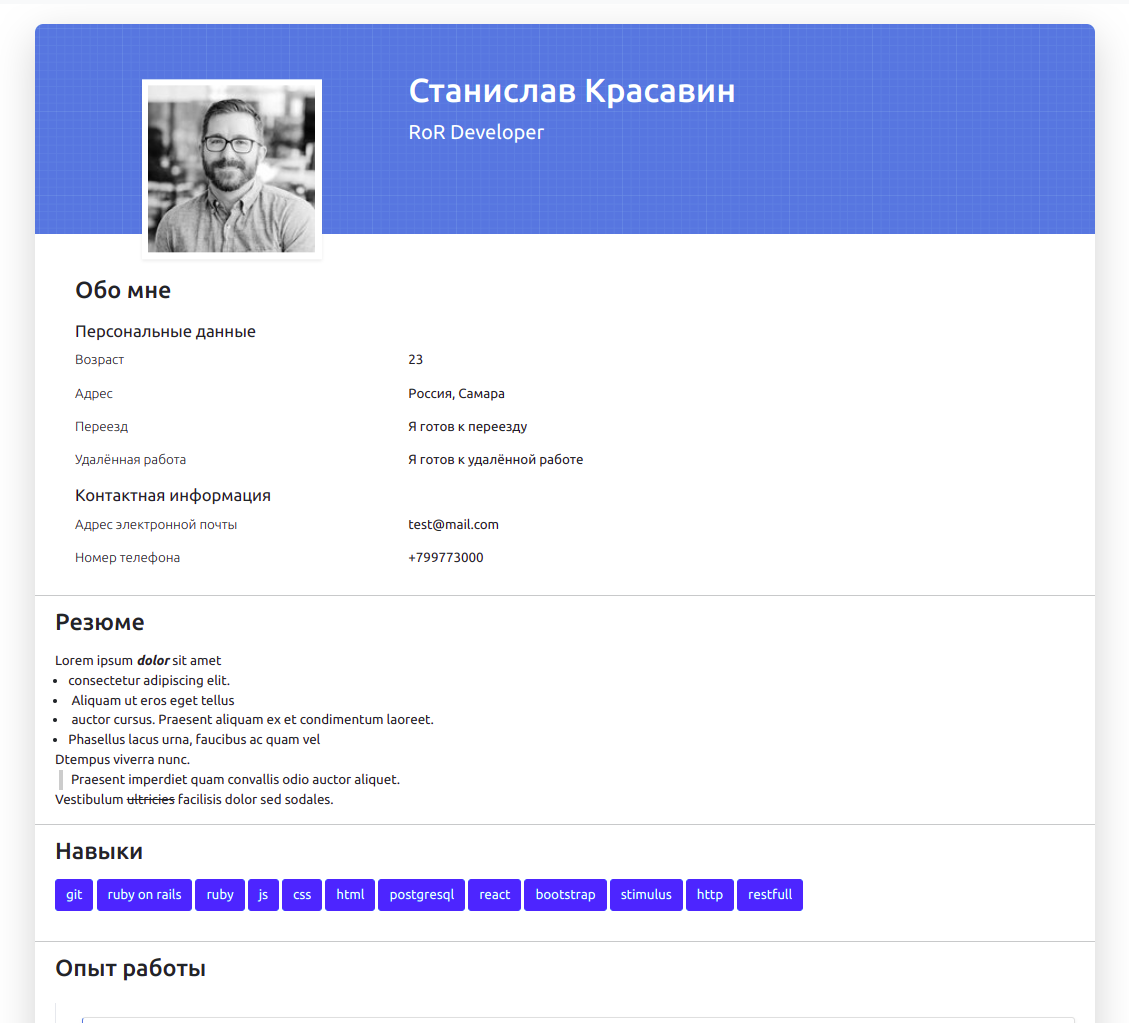 Станислав Красавин
RoR Developer
Обо мне
Персональные данные
Возраст 23
Адрес Россия, Самара
Переезд Я готов к переезду
Удалённая работа Я готов к удалённой работе
Контактная информация
Адрес электронной почты test@mail.com
Номер телефона +799773000
Резюме
Lorem ipsum dolor sit amet
• consectetur adipiscing elit.
• Aliquam ut eros eget tellus
• auctor cursus. Praesent aliquam ex et condimentum laoreet.
• Phasellus lacus urna, faucibus ac quam vel
Dtempus viverra nunc.
Praesent imperdiet quam convallis odio auctor aliquet.
Vestibulum ultricies facilisis dolor sed sodales.
Навыки
git ruby on rails ruby js css html postgresql react bootstrap stimulus http restfull
Опыт работы